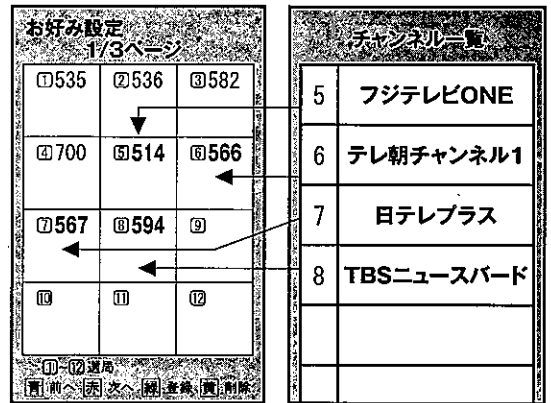 お好み設定
1/3ページ
①535 ②536 ③582
④700 ⑤514 ⑥566
⑦567 ⑧594 ⑨
⑩ ⑪ ⑫
①~⑫選局
青 前へ 赤 次へ 緑 登録 黄 削除
チャンネル一覧
5 フジテレビONE
6 テレ朝チャンネル1
7 日テレプラス
8 TBSニュースバード